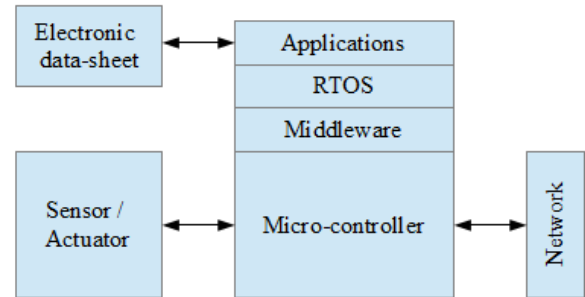 Electronic
data-sheet
Applications
RTOS
Middleware
Sensor /
Actuator
Micro-controller
Network